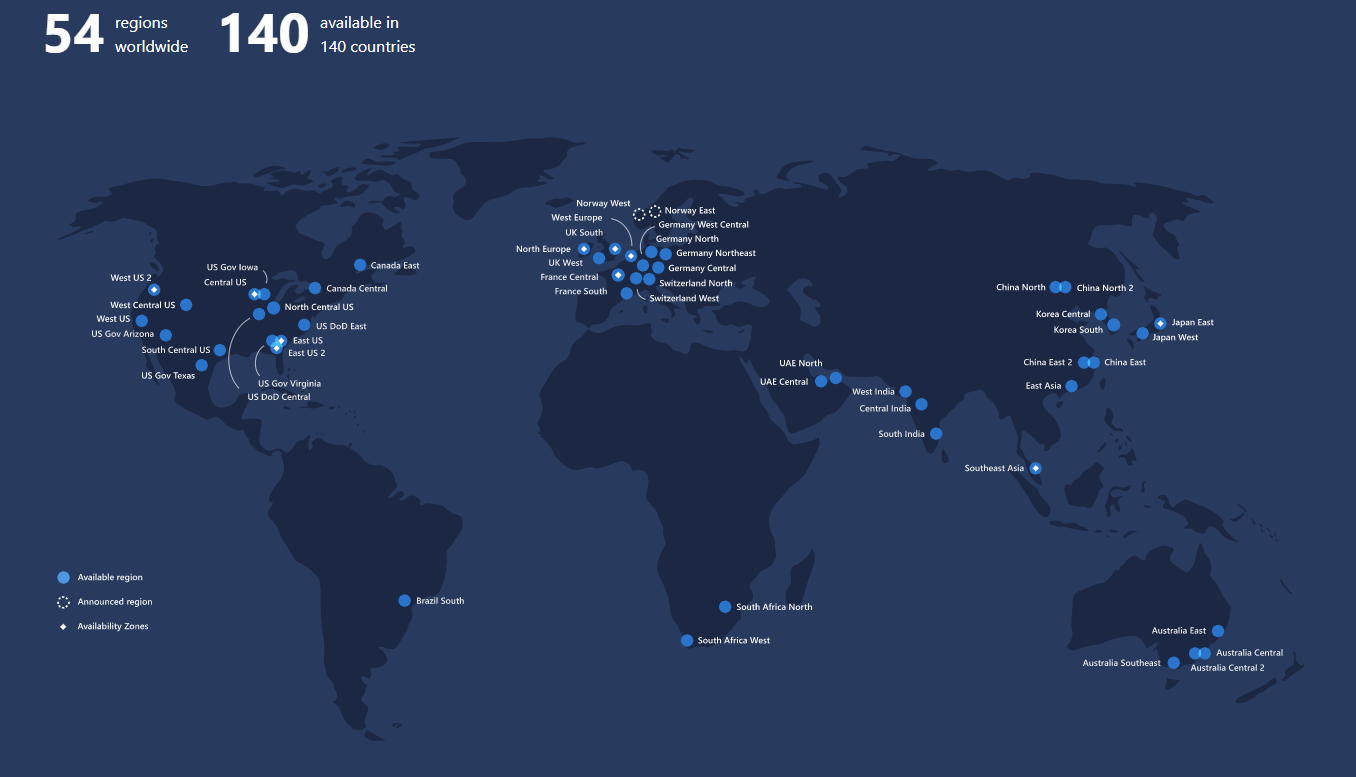 54 regions worldwide
140 available in 140 countries
Norway West
Norway East
West Europe
Germany West Central
UK South
Germany North
North Europe
Germany Northeast
UK West
Germany Central
France Central
Switzerland North
France South
Switzerland West
Canada East
US Gov Iowa
West US 2
Central US
Canada Central
West Central US
North Central US
West US
US DoD East
US Gov Arizona
East US
South Central US
East US 2
US Gov Texas
US Gov Virginia
US DoD Central
China North
China North 2
Korea Central
Japan East
Korea South
Japan West
UAE North
China East 2
China East
UAE Central
East Asia
West India
Central India
South India
Southeast Asia
Available region
Announced region
Availability Zones
Brazil South
South Africa North
South Africa West
Australia East
Australia Central
Australia Southeast
Australia Central 2